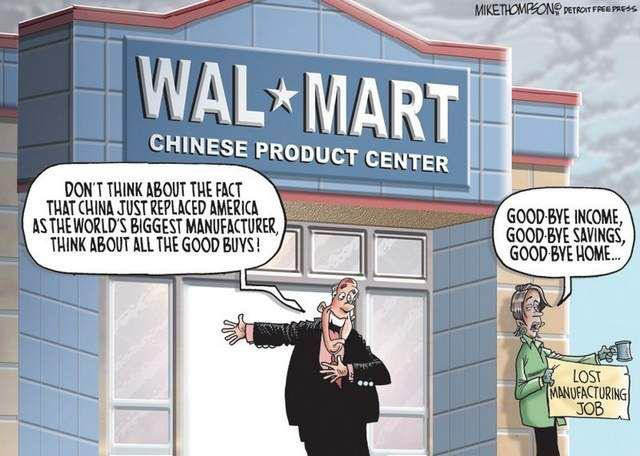 MIKETHOMPSON© DETROIT FREE PRESS
WAL★MART
CHINESE PRODUCT CENTER
DON'T THINK ABOUT THE FACT
THAT CHINA JUST REPLACED AMERICA
AS THE WORLD'S BIGGEST MANUFACTURER,
THINK ABOUT ALL THE GOOD BUYS!
GOOD-BYE INCOME,
GOOD-BYE SAVINGS,
GOOD-BYE HOME...
LOST
MANUFACTURING
JOB